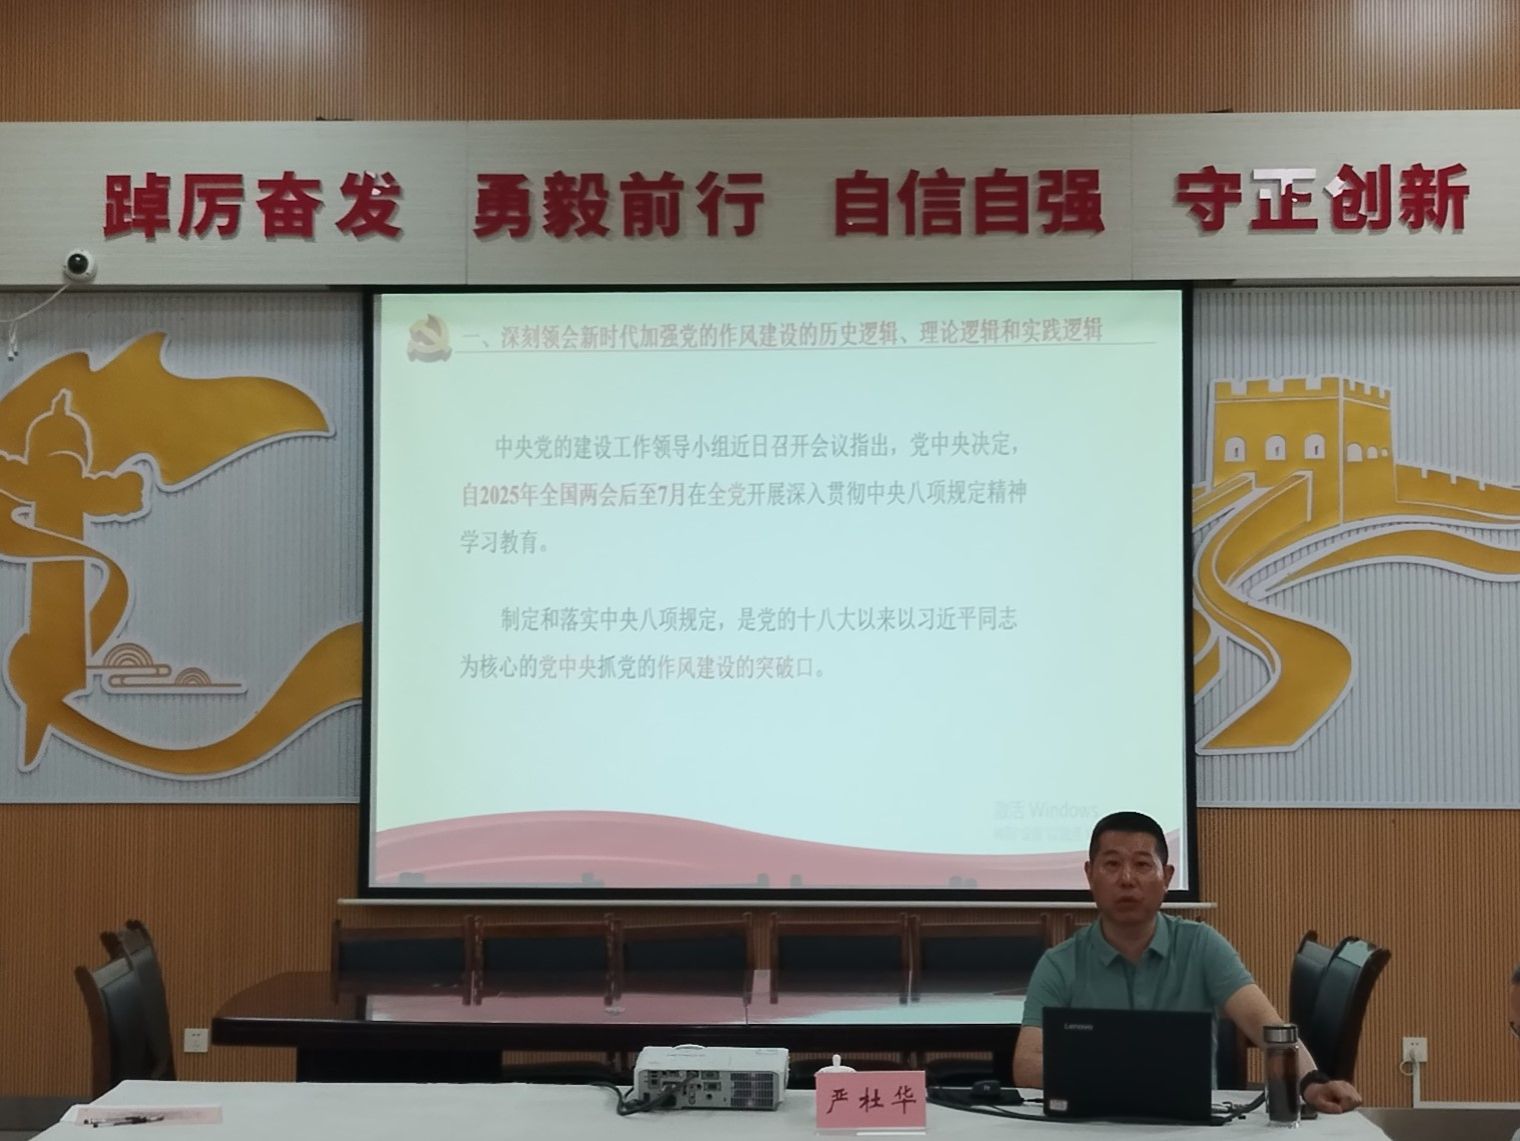 踔厉奋发 勇毅前行 自信自强 守正创新
一、深刻领会新时代加强党的作风建设的历史逻辑、理论逻辑和实践逻辑
中央党的建设工作领导小组近日召开会议指出，党中央决定，
自2025年全国两会后至7月在全党开展深入贯彻中央八项规定精神
学习教育。
制定和落实中央八项规定，是党的十八大以来以习近平同志
为核心的党中央抓党的作风建设的突破口。
激活 Windows
Lenovo
严杜华